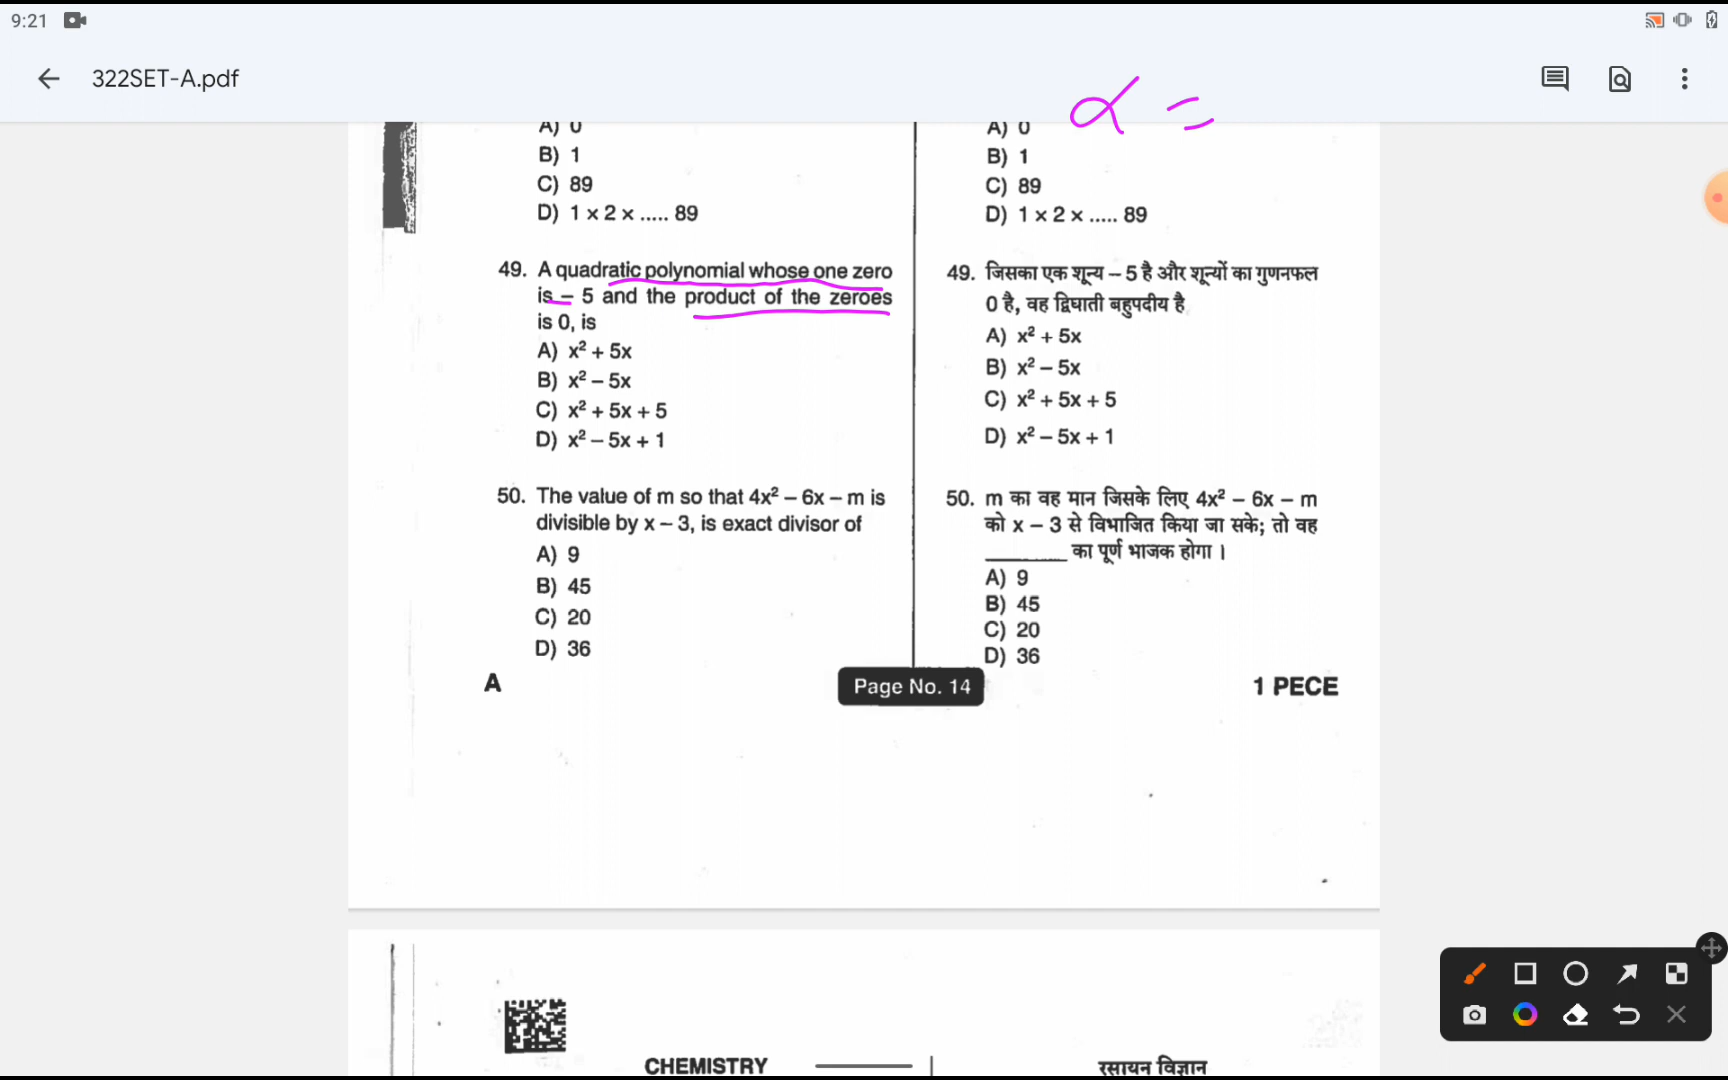 9:21
322SET-A.pdf
α =
A) 0
B) 1
C) 89
D) 1 × 2 × ..... 89
49. A quadratic polynomial whose one zero
is – 5 and the product of the zeroes
is 0, is
A) x² + 5x
B) x² – 5x
C) x² + 5x + 5
D) x² – 5x + 1
50. The value of m so that 4x² – 6x – m is
divisible by x – 3, is exact divisor of
A) 9
B) 45
C) 20
D) 36
A) 0
B) 1
C) 89
D) 1 × 2 × ..... 89
49. जिसका एक शून्य – 5 है और शून्यों का गुणनफल
0 है, वह द्विघाती बहुपदीय है
A) x² + 5x
B) x² – 5x
C) x² + 5x + 5
D) x² – 5x + 1
50. m का वह मान जिसके लिए 4x² – 6x – m
को x – 3 से विभाजित किया जा सके; तो वह
________ का पूर्ण भाजक होगा ।
A) 9
B) 45
C) 20
D) 36
A
Page No. 14
1 PECE
CHEMISTRY
रसायन विज्ञान